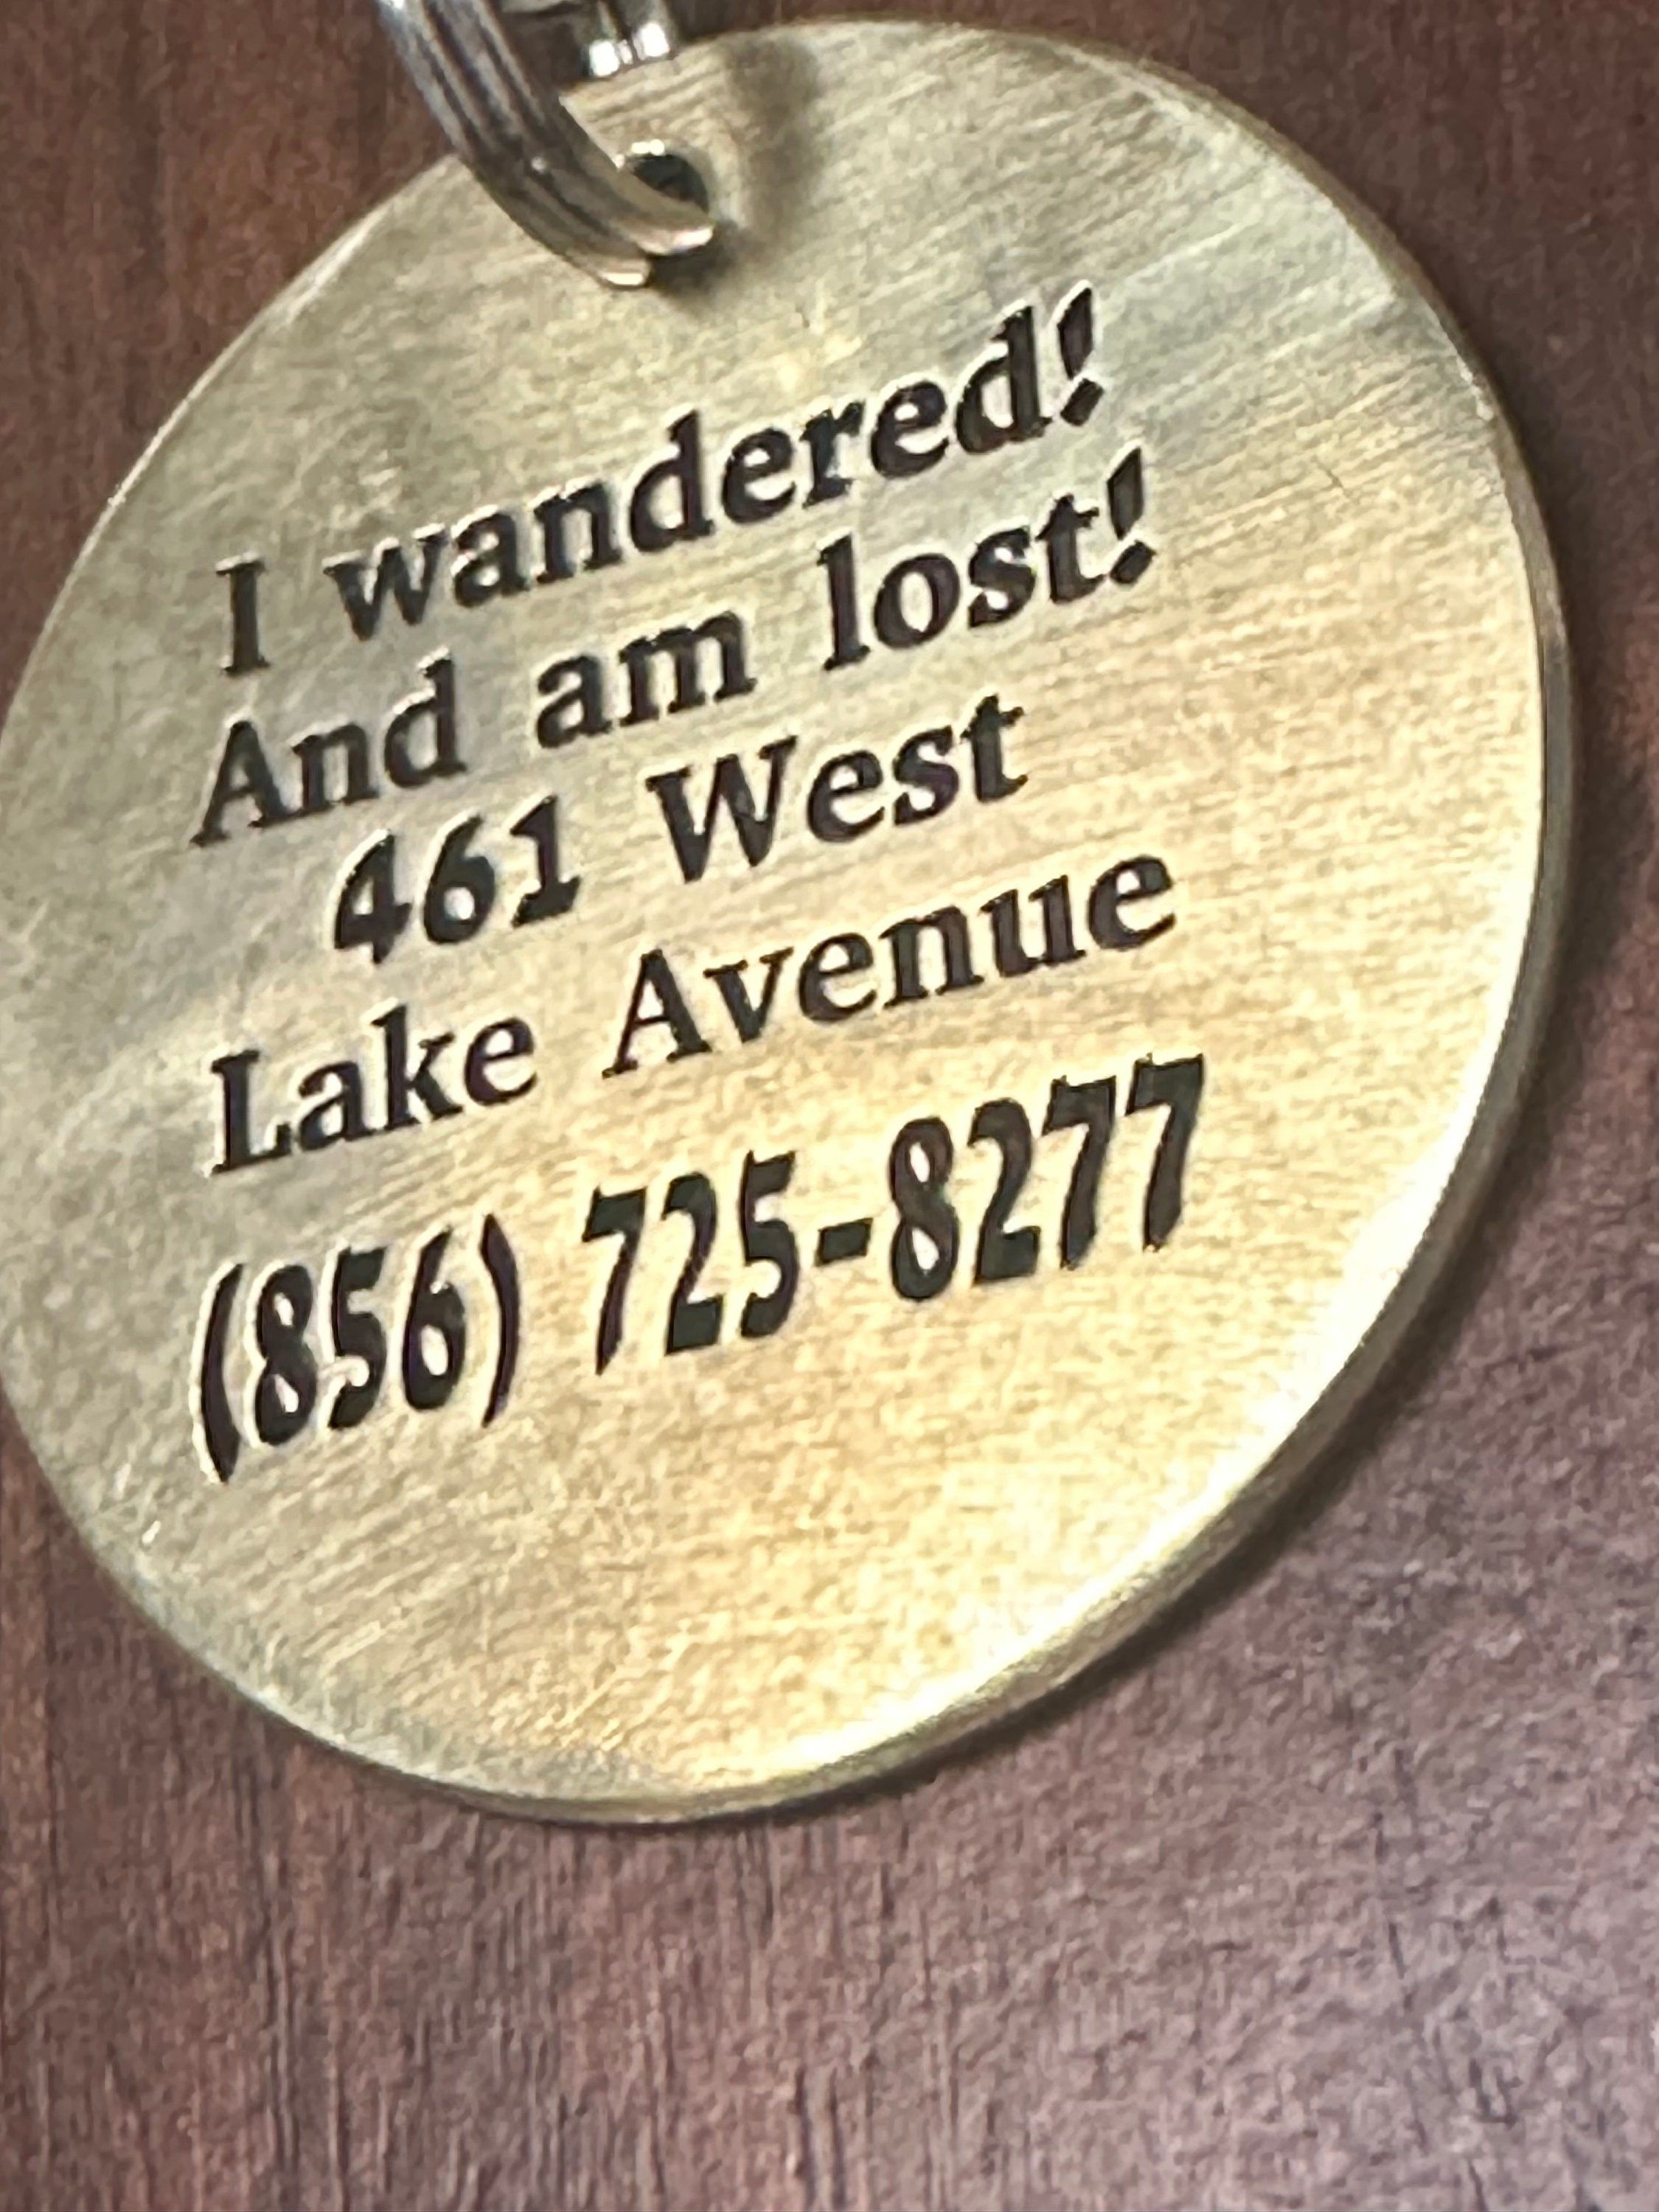 I wandered!
And am lost!
461 West
Lake Avenue
(856) 725-8277